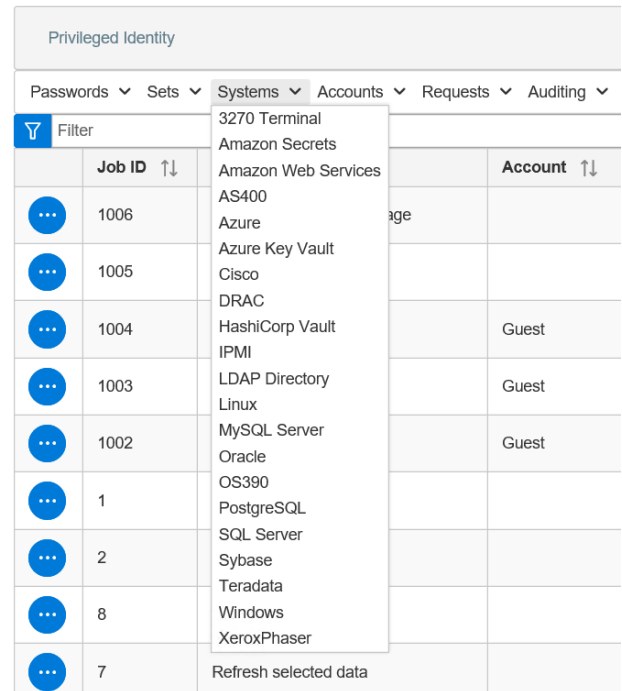 Privileged Identity
Passwords Sets Systems Accounts Requests Auditing
Filter
3270 Terminal
Amazon Secrets
Job ID Amazon Web Services Account
AS400
1006 age
Azure
Azure Key Vault
1005 Cisco
DRAC
1004 HashiCorp Vault Guest
IPMI
1003 LDAP Directory Guest
Linux
1002 MySQL Server Guest
Oracle
OS390
1 PostgreSQL
SQL Server
2 Sybase
Teradata
8 Windows
XeroxPhaser
7 Refresh selected data